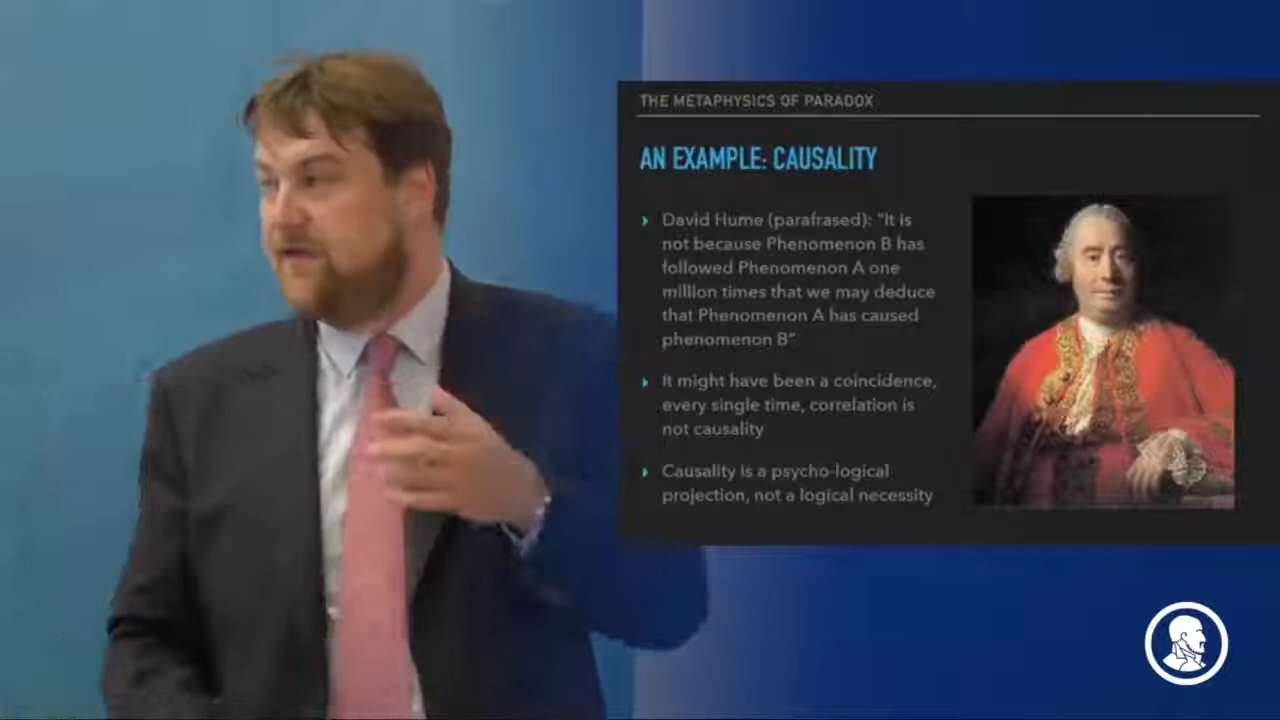 THE METAPHYSICS OF PARADOX
AN EXAMPLE: CAUSALITY
David Hume (parafrased): "It is
not because Phenomenon B has
followed Phenomenon A one
million times that we may deduce
that Phenomenon A has caused
phenomenon B"
It might have been a coincidence,
every single time, correlation is
not causality
Causality is a psycho-logical
projection, not a logical necessity